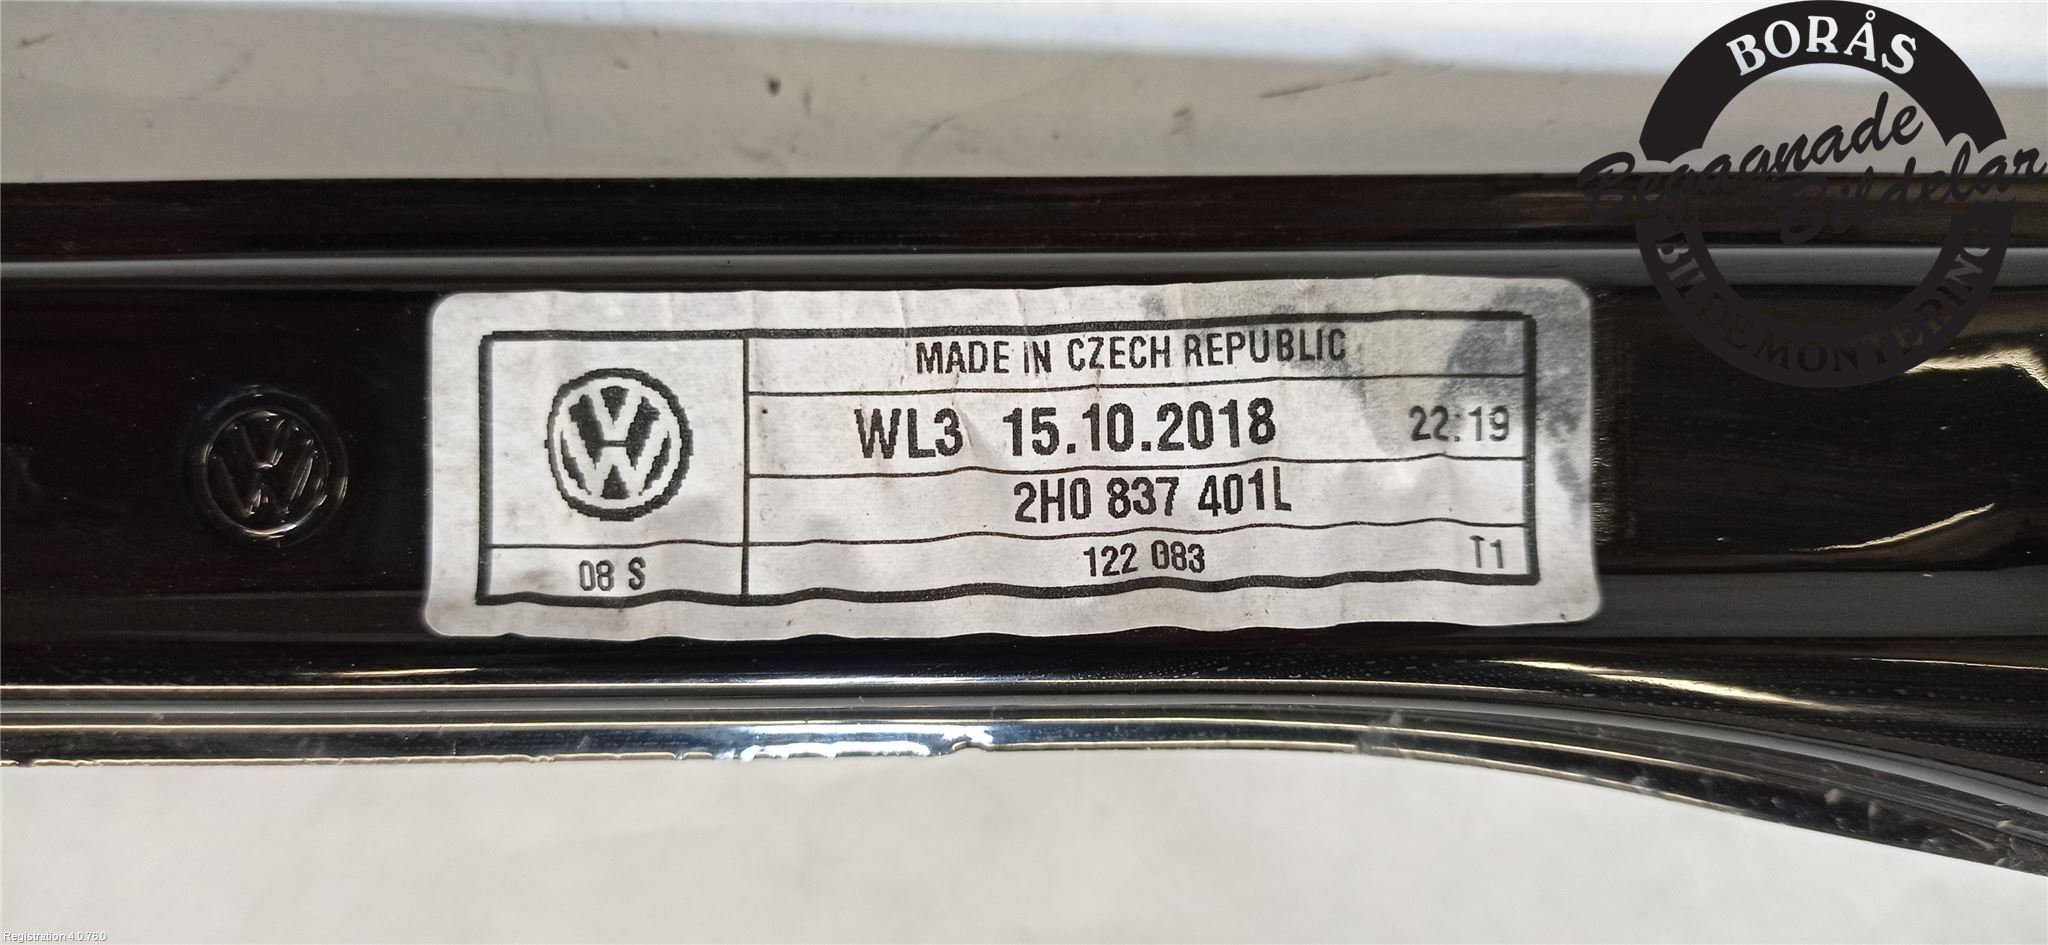 BORÅS
Begagnade
Bildelar
BILDEMONTERING
MADE IN CZECH REPUBLIC
WL3 15.10.2018 22:19
2H0 837 401L
08 S 122 083 T1
Registration 4.0.76.0